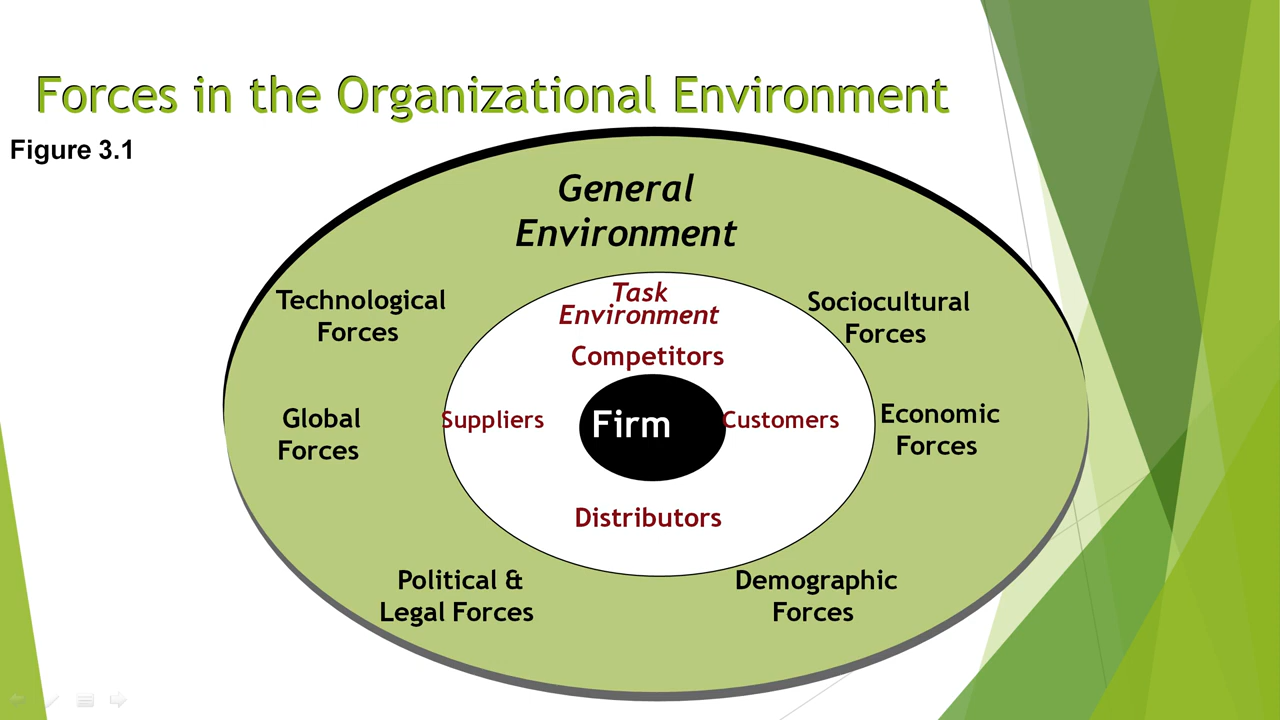 Forces in the Organizational Environment
Figure 3.1
General
Environment
Task
Environment
Technological
Forces
Sociocultural
Forces
Competitors
Global
Forces
Suppliers
Firm
Customers
Economic
Forces
Distributors
Political &
Legal Forces
Demographic
Forces